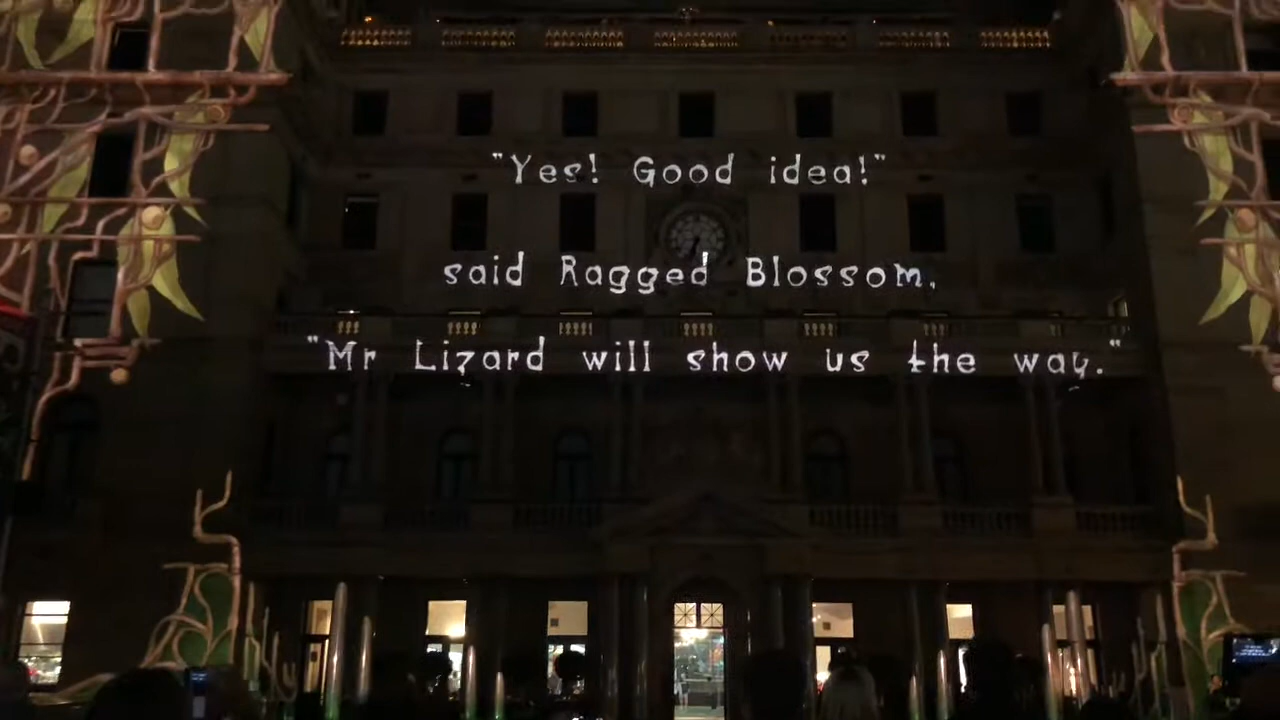 "Yes! Good idea!"
said Ragged Blossom,
"Mr Lizard will show us the way."